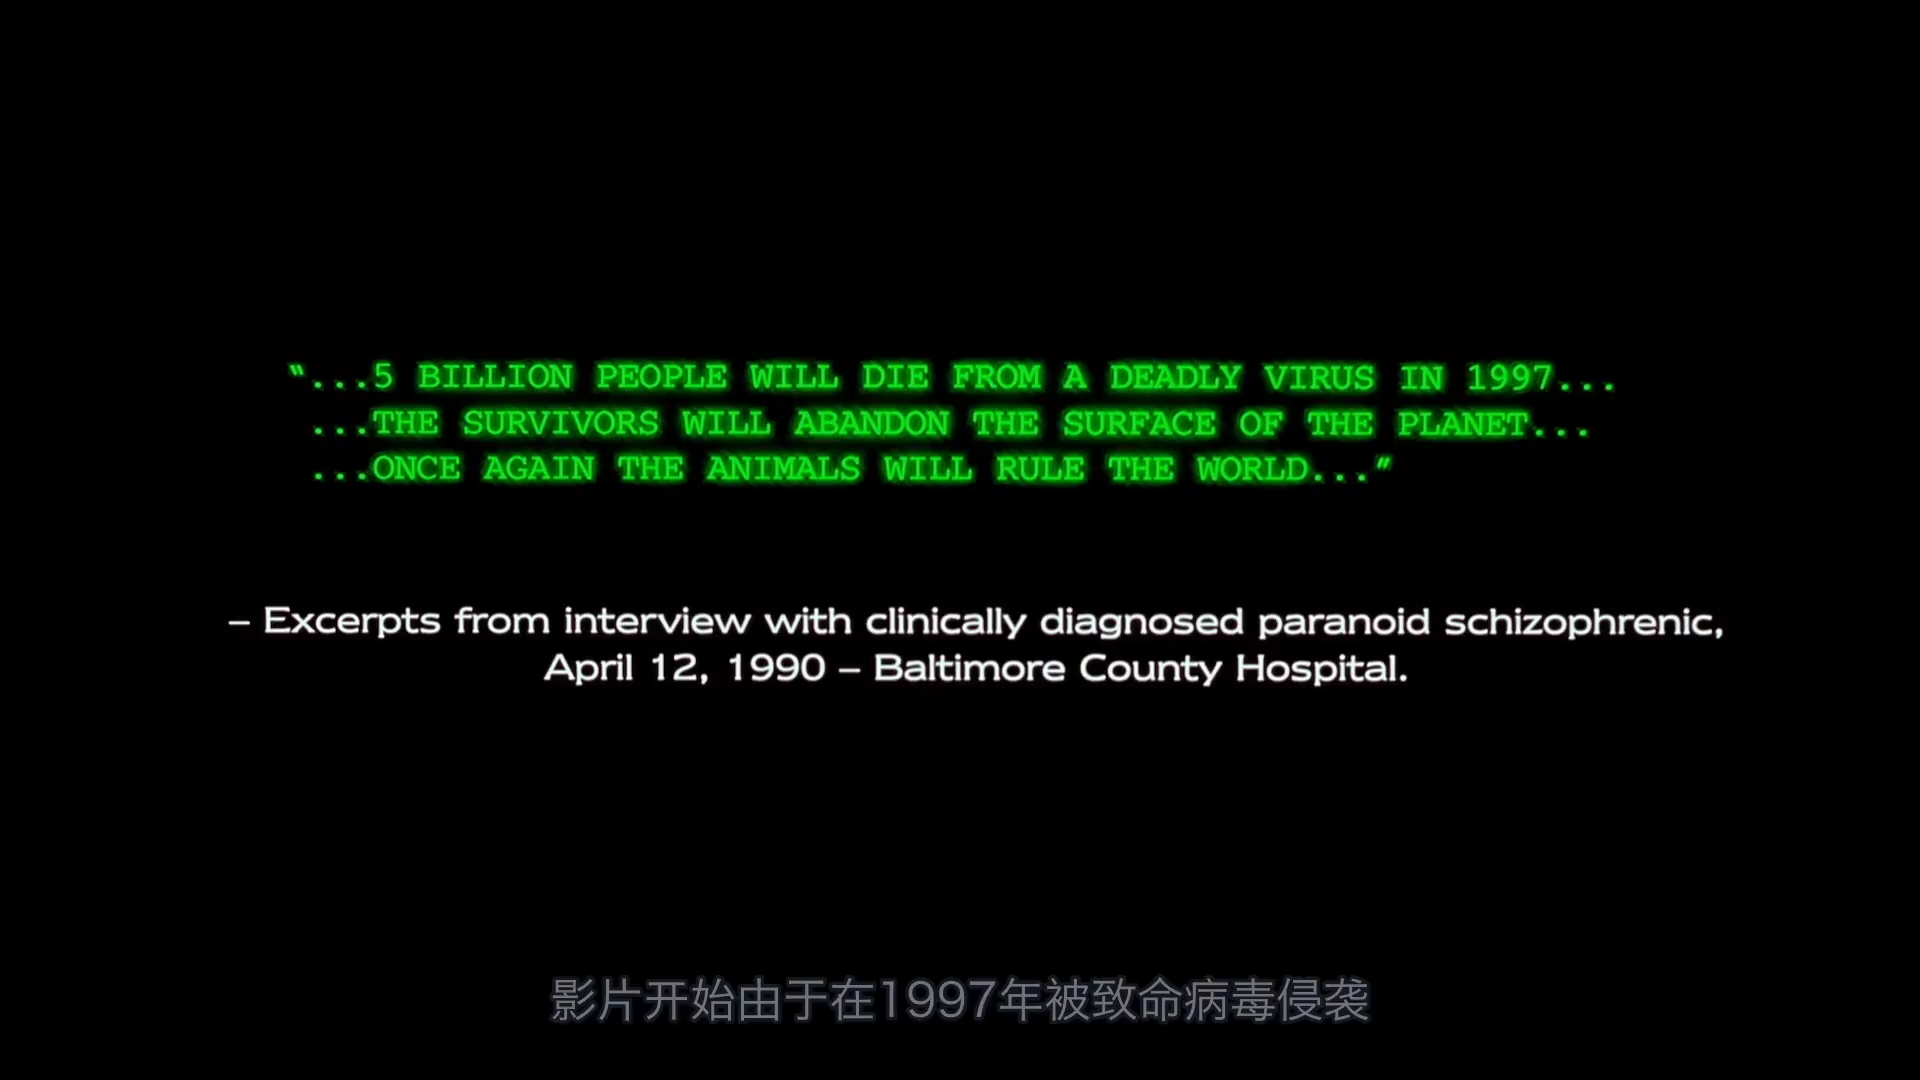 “...5 BILLION PEOPLE WILL DIE FROM A DEADLY VIRUS IN 1997...
...THE SURVIVORS WILL ABANDON THE SURFACE OF THE PLANET...
...ONCE AGAIN THE ANIMALS WILL RULE THE WORLD...”
– Excerpts from interview with clinically diagnosed paranoid schizophrenic,
April 12, 1990 – Baltimore County Hospital.
影片开始由于在1997年被致命病毒侵袭